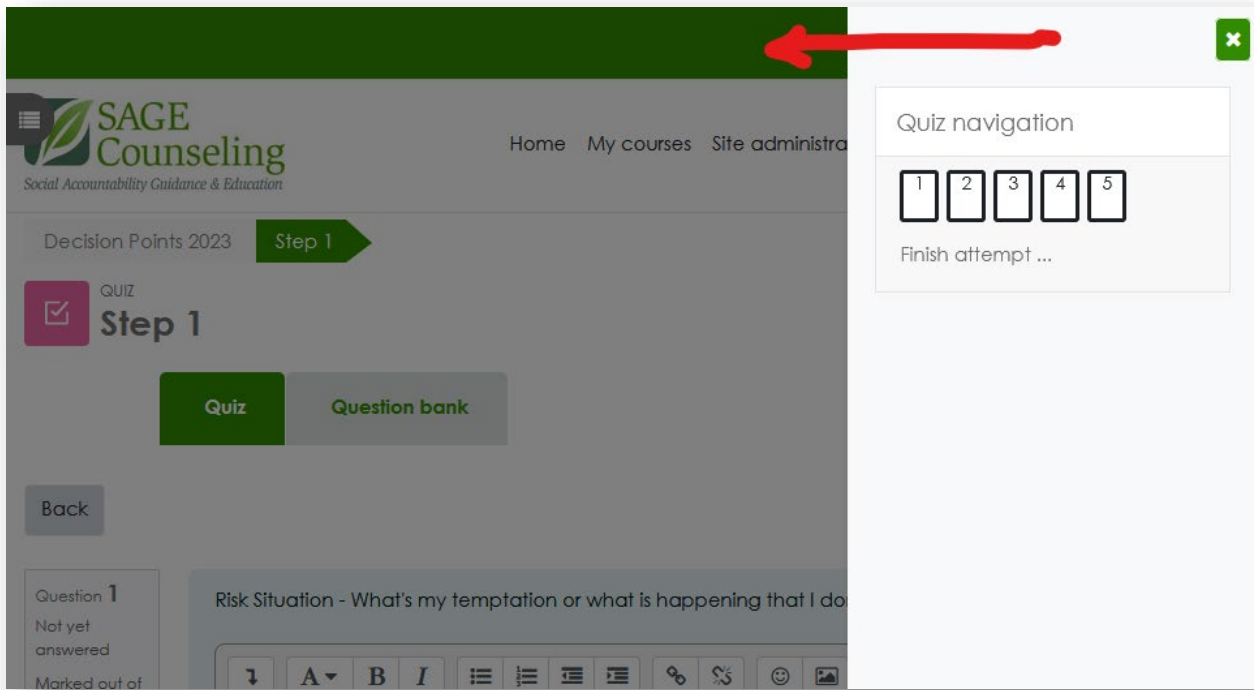 SAGE
Counseling
Social Accountability Guidance & Education
Home My courses Site administra
Decision Points 2023 Step 1
QUIZ
Step 1
Quiz Question bank
Back
Question 1
Not yet
answered
Marked out of
Risk Situation - What's my temptation or what is happening that I do
A B I
Quiz navigation
1 2 3 4 5
Finish attempt ...